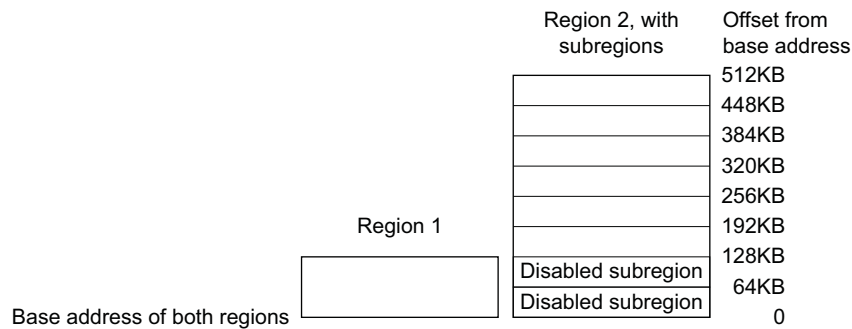 Region 2, with
subregions
Offset from
base address
512KB
448KB
384KB
320KB
256KB
Region 1
192KB
128KB
Disabled subregion
64KB
Disabled subregion
Base address of both regions
0